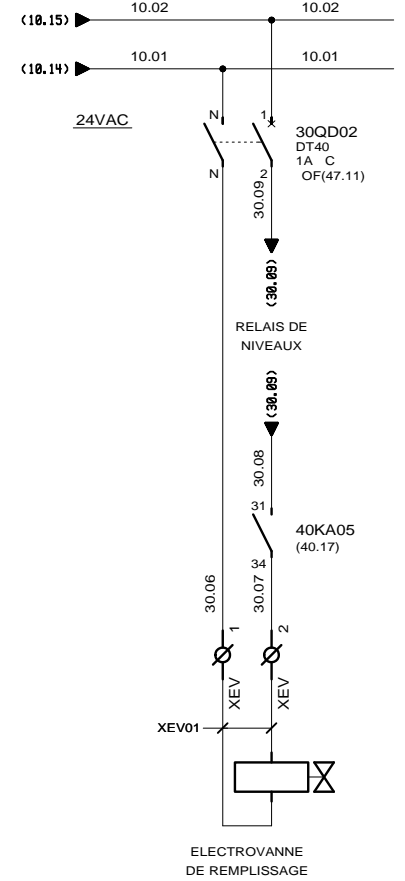 (10.15) 10.02 10.02
(10.14) 10.01 10.01
24VAC
N 1
30QD02
DT40
1A C
OF(47.11)
N 2
30.09
(30.09)
RELAIS DE
NIVEAUX
(30.09)
30.08
31
40KA05
(40.17)
34
30.06 30.07
1 2
XEV XEV
XEV01
ELECTROVANNE
DE REMPLISSAGE